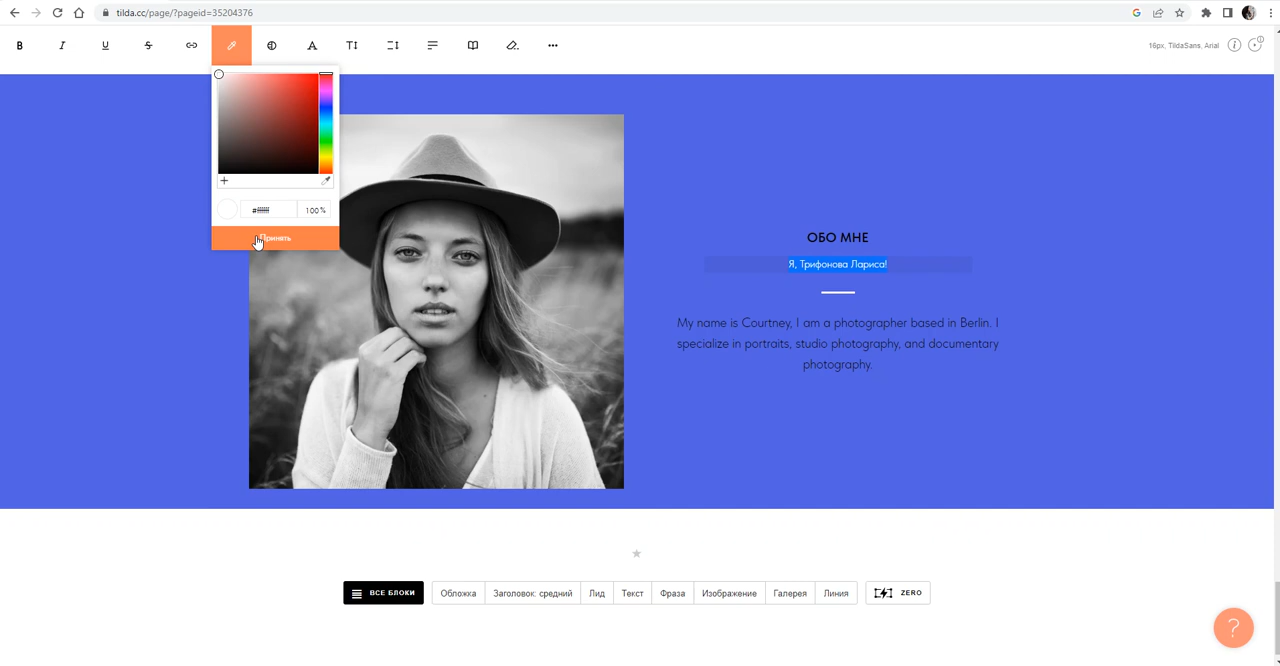 tilda.cc/page/?pageid=35204376
B
I
U
S
16px, TildaSans, Arial
#ffffff
100%
Принять
ОБО МНЕ
Я, Трифонова Лариса!
My name is Courtney, I am a photographer based in Berlin. I
specialize in portraits, studio photography, and documentary
photography.
ВСЕ БЛОКИ
Обложка
Заголовок: средний
Лид
Текст
Фраза
Изображение
Галерея
Линия
ZERO
?